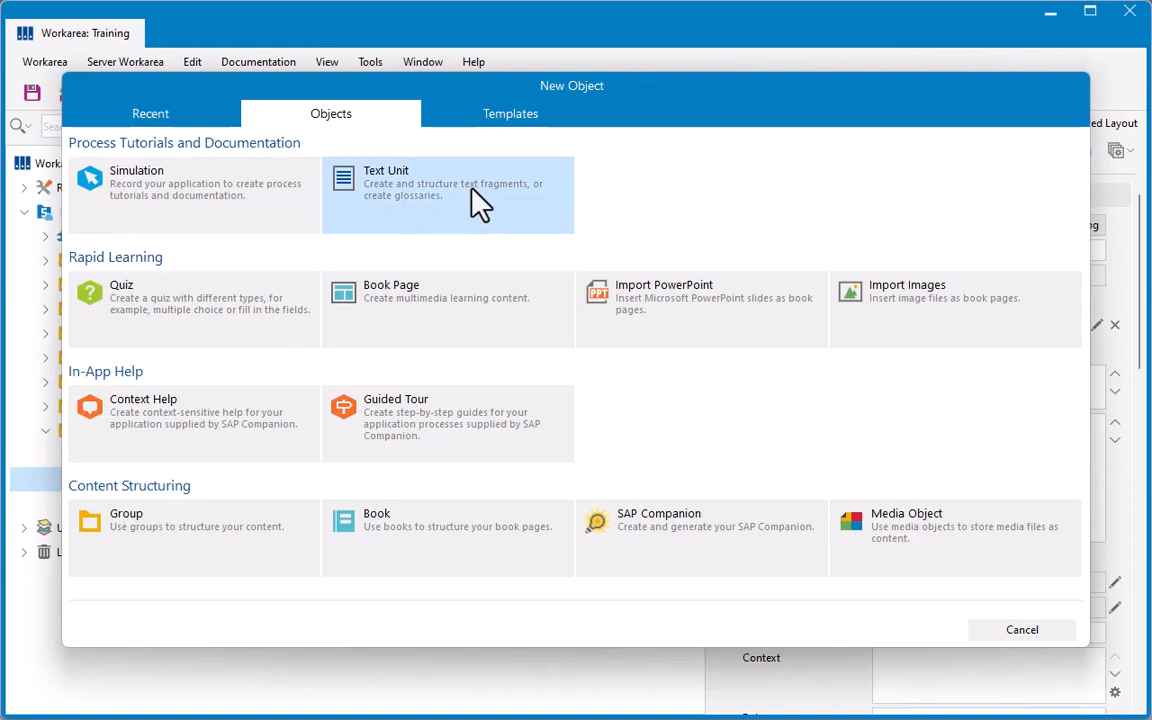 Workarea: Training
Workarea Server Workarea Edit Documentation View Tools Window Help
New Object
Recent Objects Templates
ed Layout
Process Tutorials and Documentation
Simulation
Record your application to create process
tutorials and documentation.
Text Unit
Create and structure text fragments, or
create glossaries.
Rapid Learning
Quiz
Create a quiz with different types, for
example, multiple choice or fill in the fields.
Book Page
Create multimedia learning content.
Import PowerPoint
Insert Microsoft PowerPoint slides as book
pages.
Import Images
Insert image files as book pages.
In-App Help
Context Help
Create context-sensitive help for your
application supplied by SAP Companion.
Guided Tour
Create step-by-step guides for your
application processes supplied by SAP
Companion.
Content Structuring
Group
Use groups to structure your content.
Book
Use books to structure your book pages.
SAP Companion
Create and generate your SAP Companion.
Media Object
Use media objects to store media files as
content.
Cancel
Context